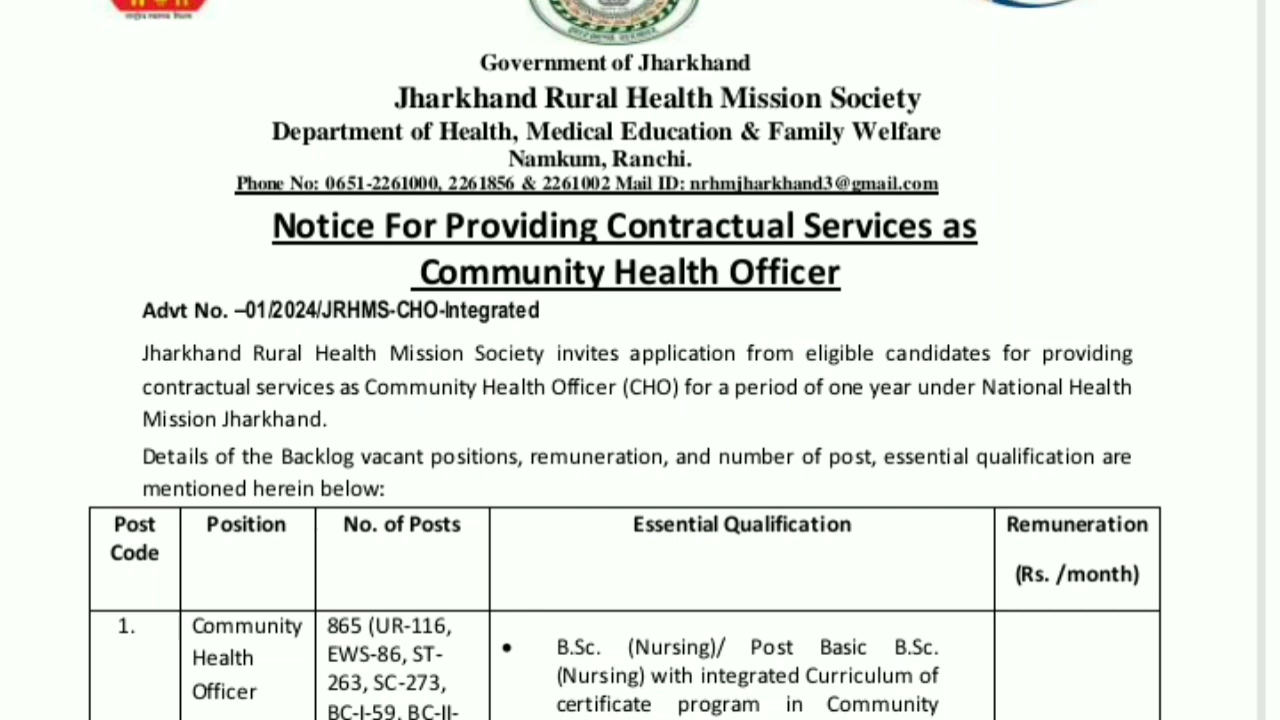 Government of Jharkhand
Jharkhand Rural Health Mission Society
Department of Health, Medical Education & Family Welfare
Namkum, Ranchi.
Phone No: 0651-2261000, 2261856 & 2261002 Mail ID: nrhmjharkhand3@gmail.com
Notice For Providing Contractual Services as
Community Health Officer
Advt No. –01/2024/JRHMS-CHO-Integrated
Jharkhand Rural Health Mission Society invites application from eligible candidates for providing
contractual services as Community Health Officer (CHO) for a period of one year under National Health
Mission Jharkhand.
Details of the Backlog vacant positions, remuneration, and number of post, essential qualification are
mentioned herein below:
Post
Code
Position
No. of Posts
Essential Qualification
Remuneration
(Rs. /month)
1.
Community
Health
Officer
865 (UR-116,
EWS-86, ST-
263, SC-273,
BC-I-59, BC-II-
• B.Sc. (Nursing)/ Post Basic B.Sc.
(Nursing) with integrated Curriculum of
certificate program in Community